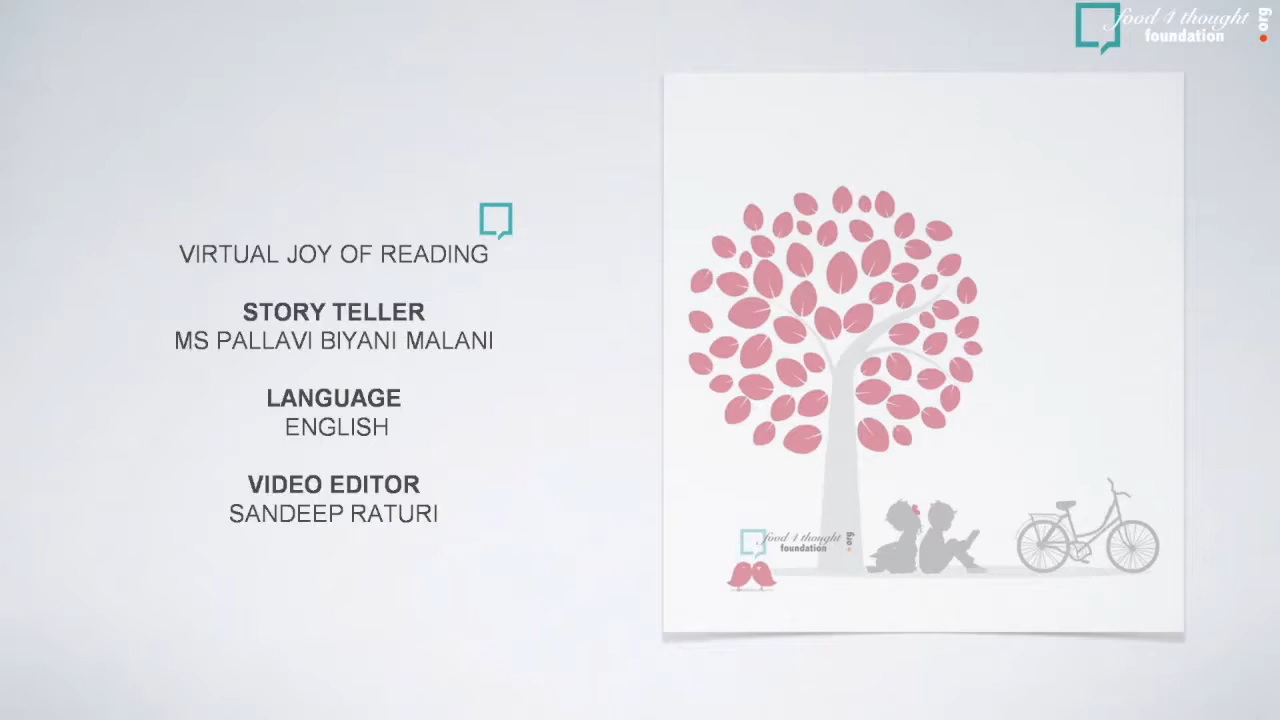 food 4 thought
foundation
.org
VIRTUAL JOY OF READING
STORY TELLER
MS PALLAVI BIYANI MALANI
LANGUAGE
ENGLISH
VIDEO EDITOR
SANDEEP RATURI
food 4 thought
foundation
.org